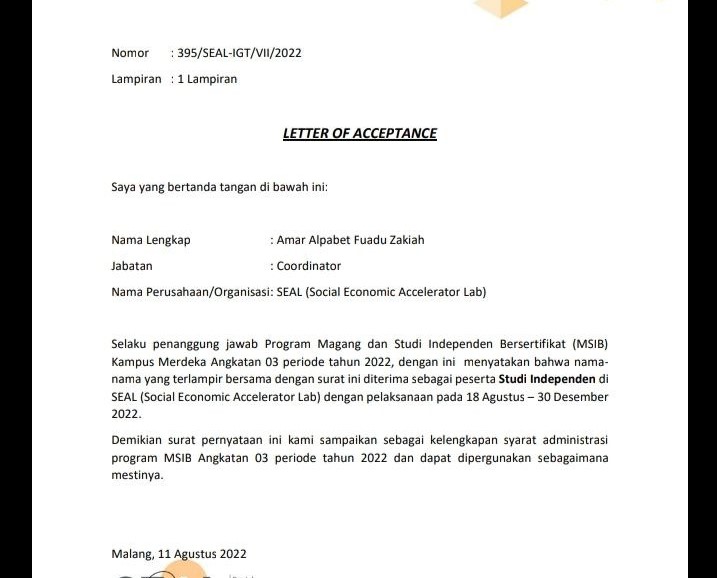 Nomor : 395/SEAL-IGT/VII/2022
Lampiran : 1 Lampiran
LETTER OF ACCEPTANCE
Saya yang bertanda tangan di bawah ini:
Nama Lengkap : Amar Alpabet Fuadu Zakiah
Jabatan : Coordinator
Nama Perusahaan/Organisasi: SEAL (Social Economic Accelerator Lab)
Selaku penanggung jawab Program Magang dan Studi Independen Bersertifikat (MSIB)
Kampus Merdeka Angkatan 03 periode tahun 2022, dengan ini menyatakan bahwa nama-
nama yang terlampir bersama dengan surat ini diterima sebagai peserta Studi Independen di
SEAL (Social Economic Accelerator Lab) dengan pelaksanaan pada 18 Agustus – 30 Desember
2022.
Demikian surat pernyataan ini kami sampaikan sebagai kelengkapan syarat administrasi
program MSIB Angkatan 03 periode tahun 2022 dan dapat dipergunakan sebagaimana
mestinya.
Malang, 11 Agustus 2022